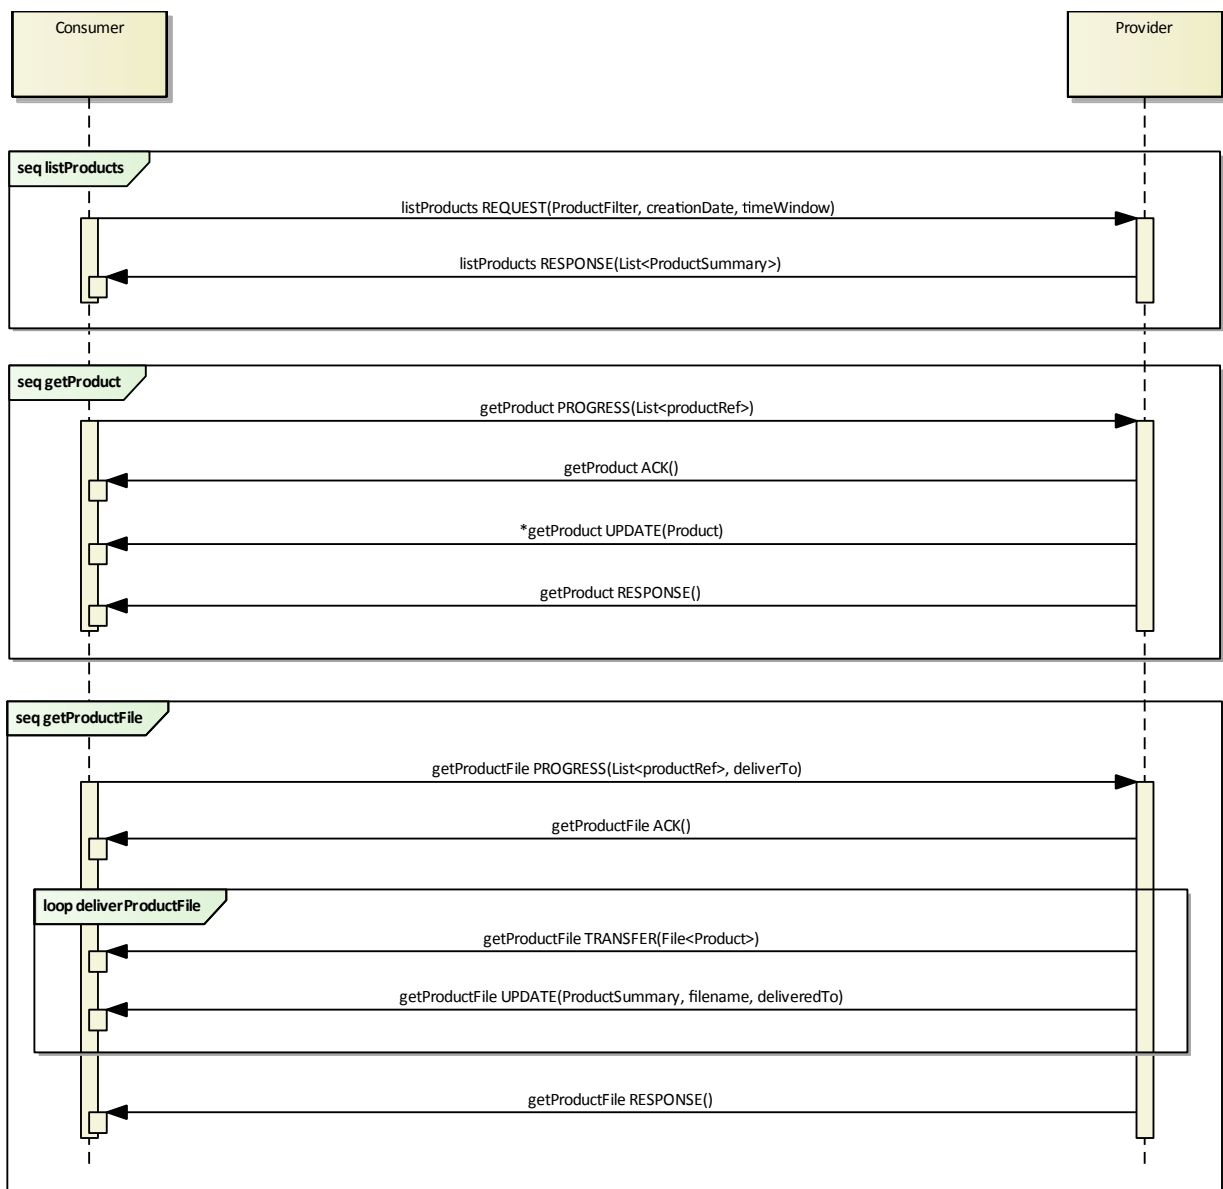 Consumer
Provider
seq listProducts
listProducts REQUEST(ProductFilter, creationDate, timeWindow)
listProducts RESPONSE(List<ProductSummary>)
seq getProduct
getProduct PROGRESS(List<productRef>)
getProduct ACK()
*getProduct UPDATE(Product)
getProduct RESPONSE()
seq getProductFile
getProductFile PROGRESS(List<productRef>, deliverTo)
getProductFile ACK()
loop deliverProductFile
getProductFile TRANSFER(File<Product>)
getProductFile UPDATE(ProductSummary, filename, deliveredTo)
getProductFile RESPONSE()